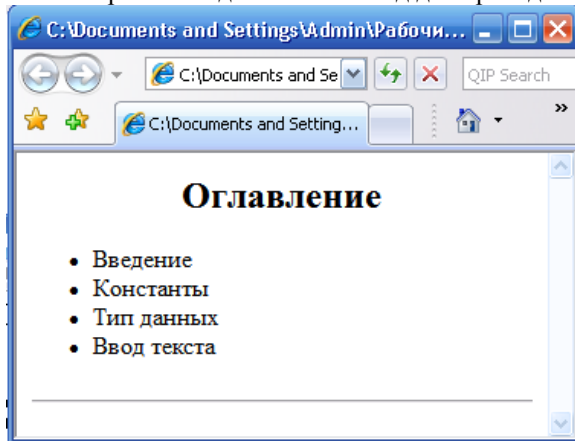 C:\Documents and Settings\Admin\Рабочи...
C:\Documents and Se
QIP Search
C:\Documents and Setting...
»
Оглавление
• Введение
• Константы
• Тип данных
• Ввод текста